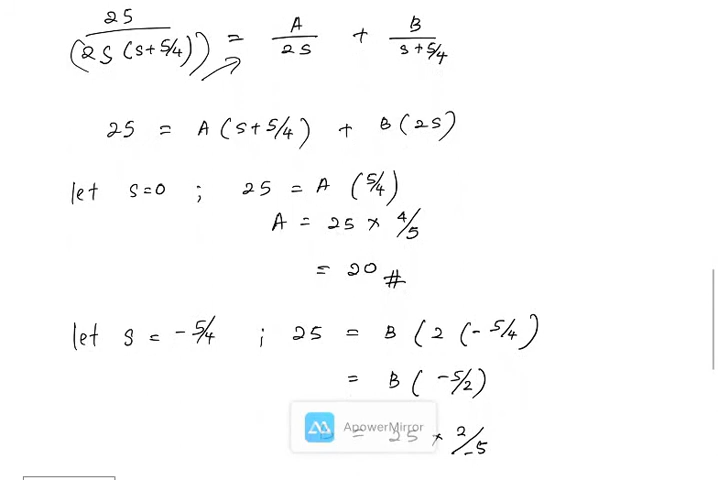 25/(2s(s+5/4)) = A/2s + B/s+5/4
25 = A(s+5/4) + B(2s)
let s=0 ; 25 = A (5/4)
A = 25 × 4/5
= 20 #
let s = -5/4 ; 25 = B (2(-5/4)
= B (-5/2)
ApowerMirror
= 25 × 2/-5